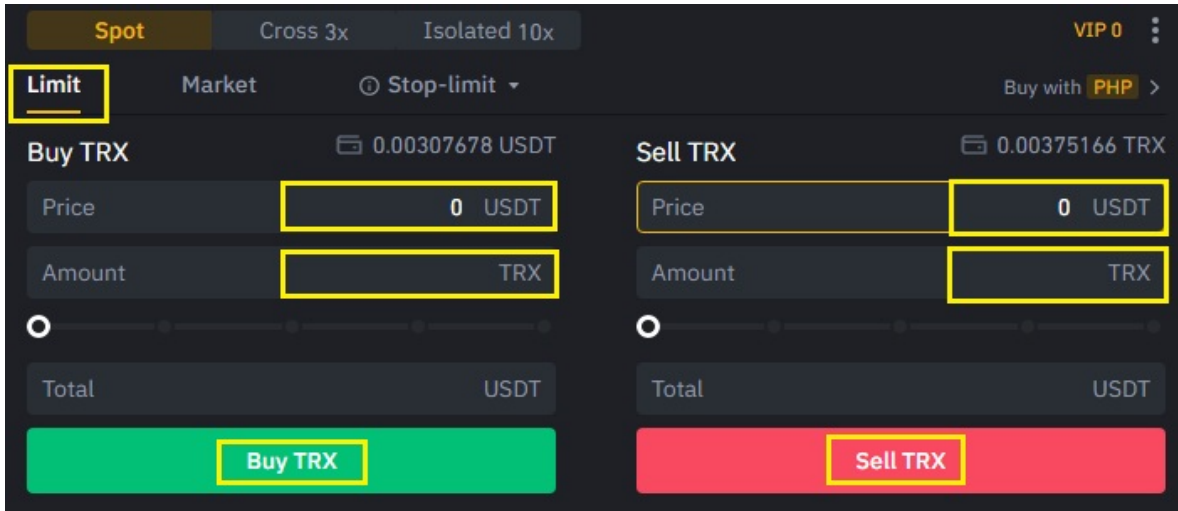 Spot Cross 3x Isolated 10x VIP 0
Limit Market Stop-limit Buy with PHP >
Buy TRX 0.00307678 USDT
Sell TRX 0.00375166 TRX
Price 0 USDT
Price 0 USDT
Amount TRX
Amount TRX
Total USDT
Total USDT
Buy TRX
Sell TRX